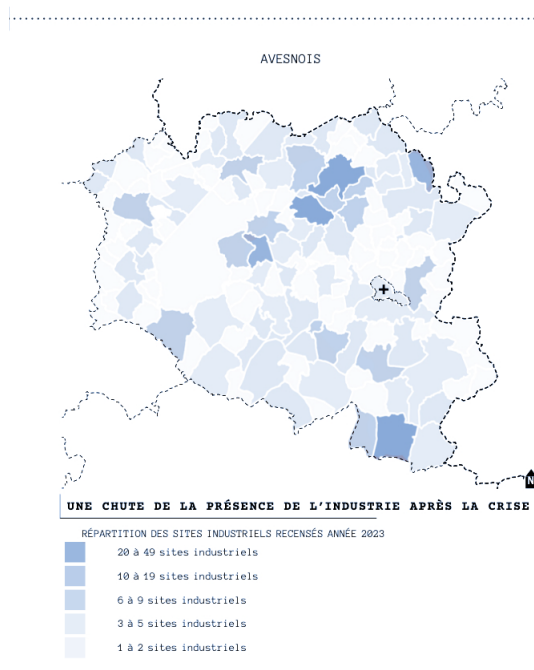 AVESNOIS
N
UNE CHUTE DE LA PRÉSENCE DE L'INDUSTRIE APRÈS LA CRISE
RÉPARTITION DES SITES INDUSTRIELS RECENSÉS ANNÉE 2023
20 à 49 sites industriels
10 à 19 sites industriels
6 à 9 sites industriels
3 à 5 sites industriels
1 à 2 sites industriels